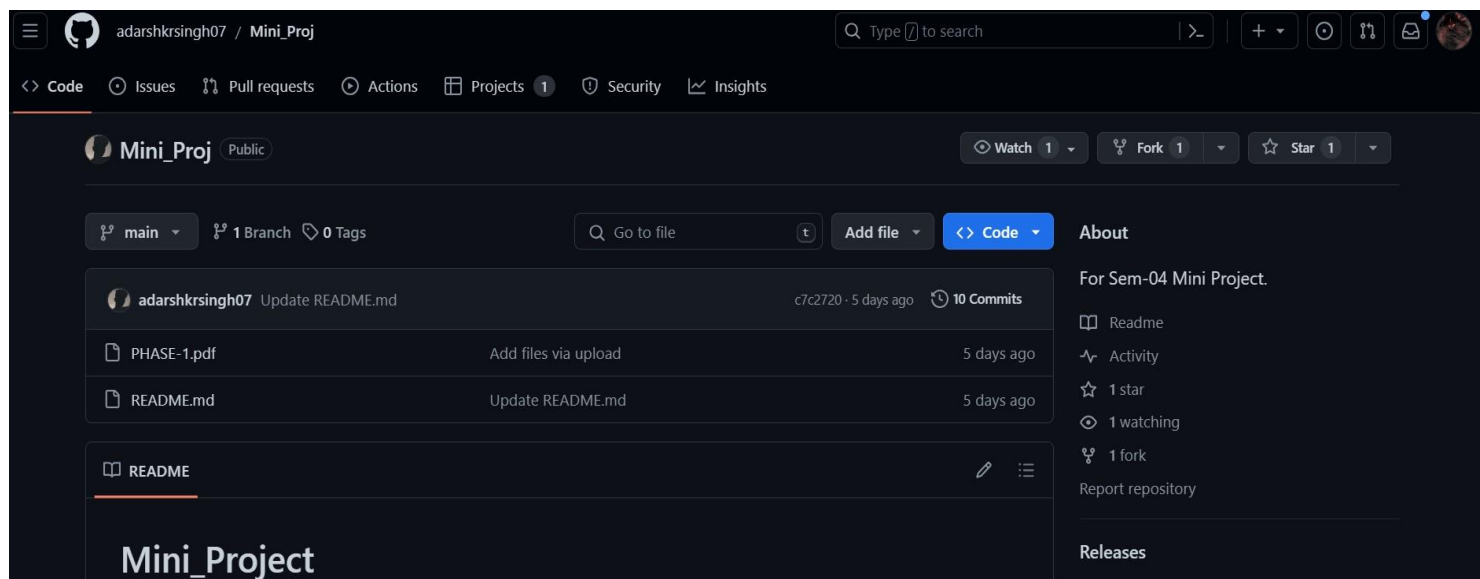 adarshkrsingh07 / Mini_Proj Type / to search
Code Issues Pull requests Actions Projects 1 Security Insights
Mini_Proj Public Watch 1 Fork 1 Star 1
main 1 Branch 0 Tags Go to file t Add file Code
adarshkrsingh07 Update README.md c7c2720 · 5 days ago 10 Commits
PHASE-1.pdf Add files via upload 5 days ago
README.md Update README.md 5 days ago
README
Mini_Project
About
For Sem-04 Mini Project.
Readme
Activity
1 star
1 watching
1 fork
Report repository
Releases